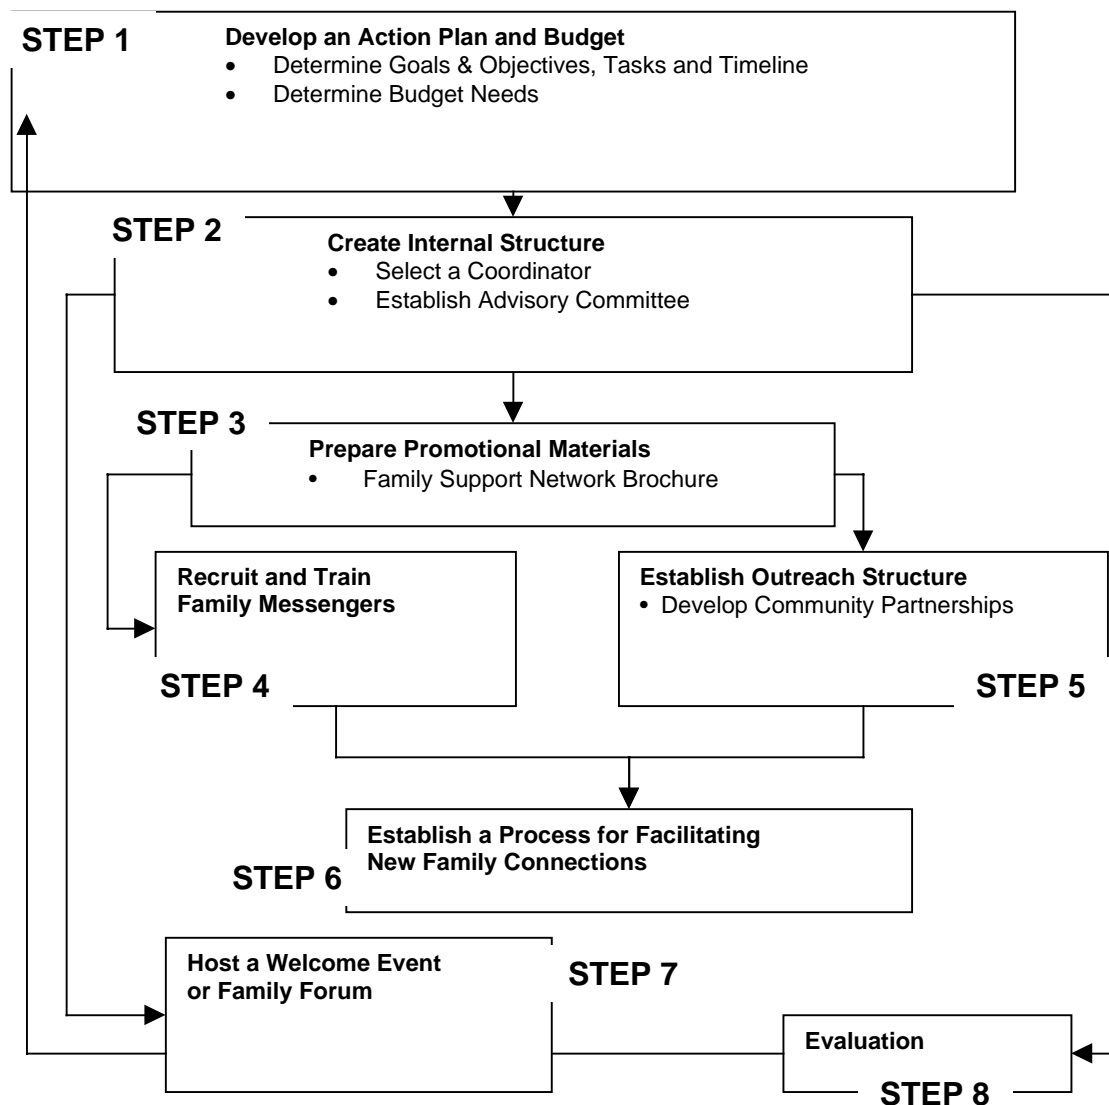 STEP 1
Develop an Action Plan and Budget
• Determine Goals & Objectives, Tasks and Timeline
• Determine Budget Needs
STEP 2
Create Internal Structure
• Select a Coordinator
• Establish Advisory Committee
STEP 3
Prepare Promotional Materials
• Family Support Network Brochure
Recruit and Train
Family Messengers
STEP 4
Establish Outreach Structure
• Develop Community Partnerships
STEP 5
Establish a Process for Facilitating
New Family Connections
STEP 6
Host a Welcome Event
or Family Forum
STEP 7
Evaluation
STEP 8